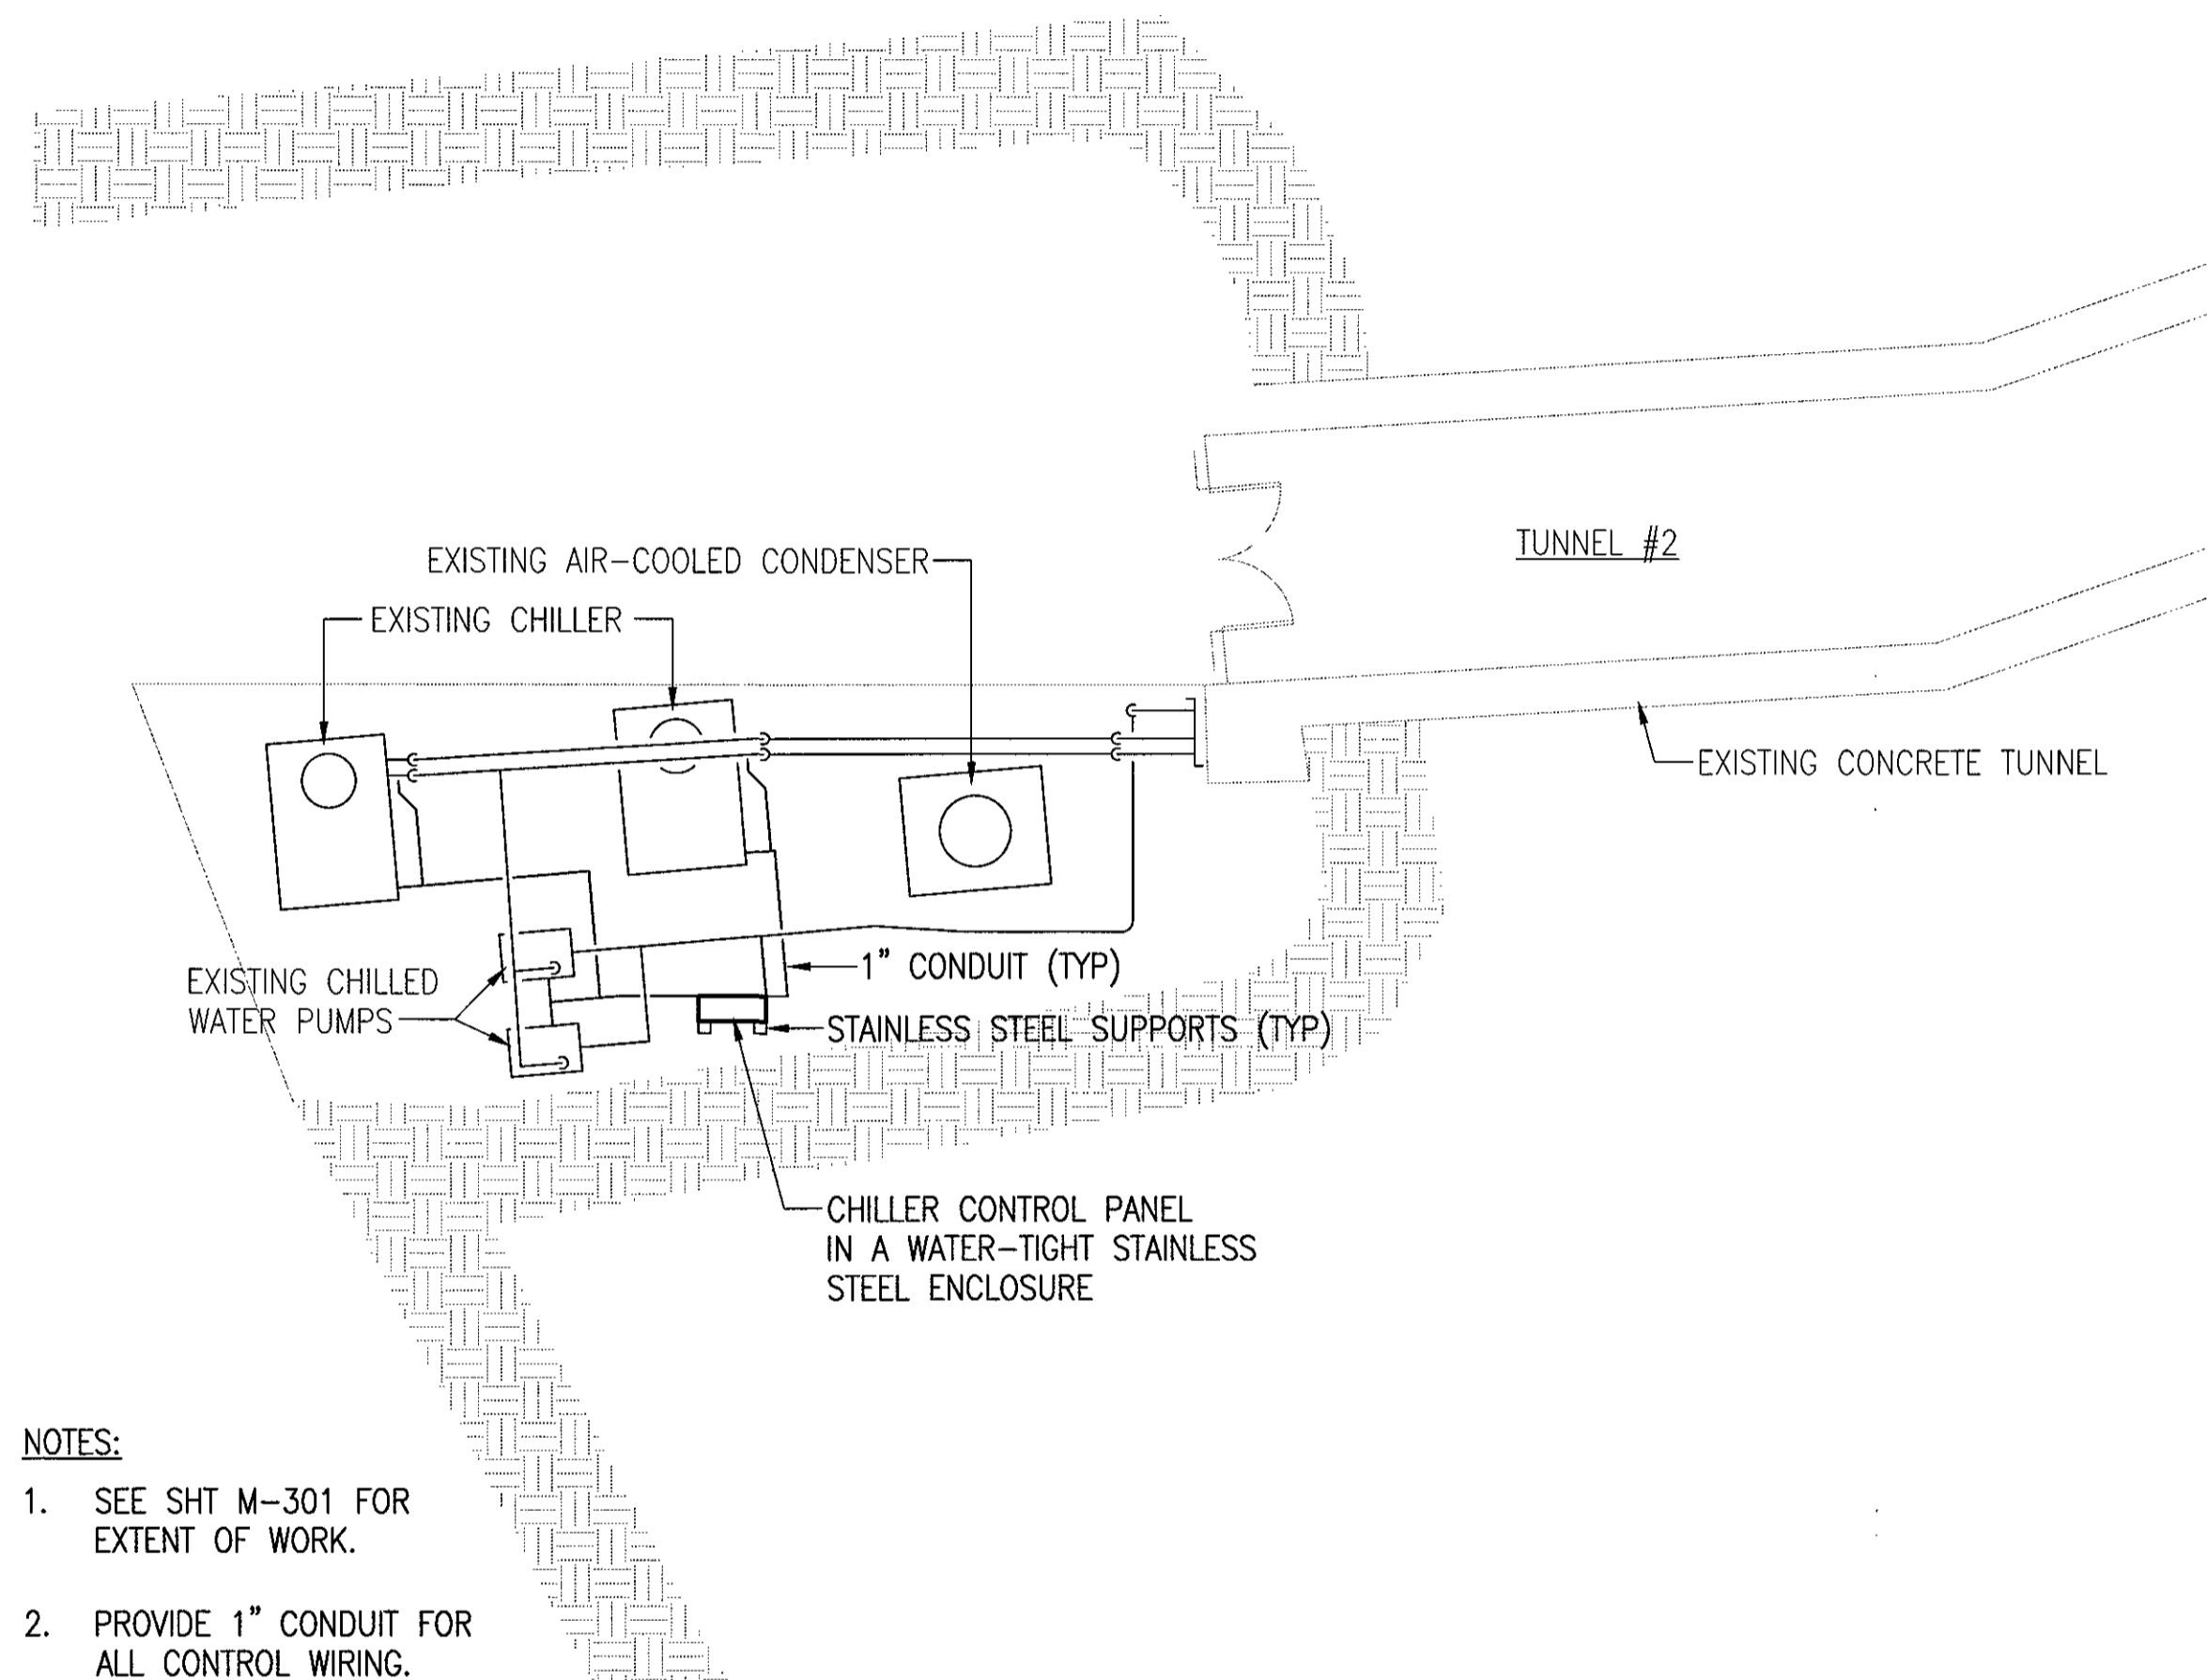 TUNNEL #2
EXISTING AIR-COOLED CONDENSER
EXISTING CHILLER
EXISTING CONCRETE TUNNEL
1" CONDUIT (TYP)
EXISTING CHILLED
WATER PUMPS
STAINLESS STEEL SUPPORTS (TYP)
CHILLER CONTROL PANEL
IN A WATER-TIGHT STAINLESS
STEEL ENCLOSURE
NOTES:
1. SEE SHT M-301 FOR
EXTENT OF WORK.
2. PROVIDE 1" CONDUIT FOR
ALL CONTROL WIRING.